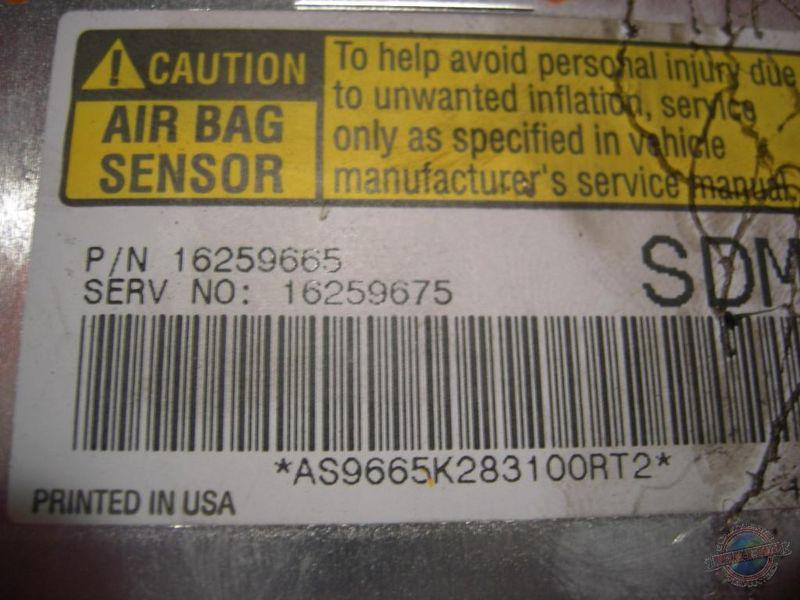 CAUTION
AIR BAG
SENSOR
To help avoid personal injury due
to unwanted inflation, service
only as specified in vehicle
manufacturer's service manual.
P/N 16259665
SERV NO: 16259675
SDM
*AS9665K283100RT2*
PRINTED IN USA